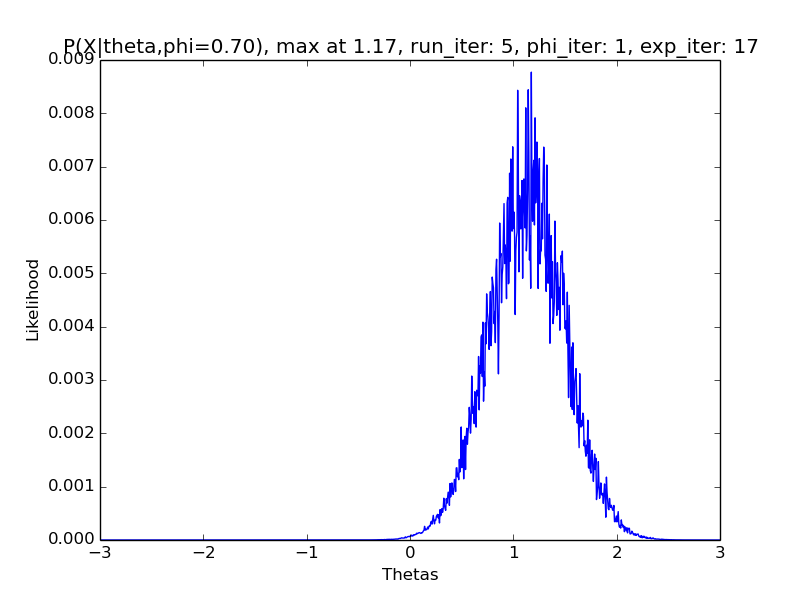 P(X|theta,phi=0.70), max at 1.17, run_iter: 5, phi_iter: 1, exp_iter: 17
0.009
0.008
0.007
0.006
0.005
0.004
0.003
0.002
0.001
0.000
Likelihood
−3 −2 −1 0 1 2 3
Thetas